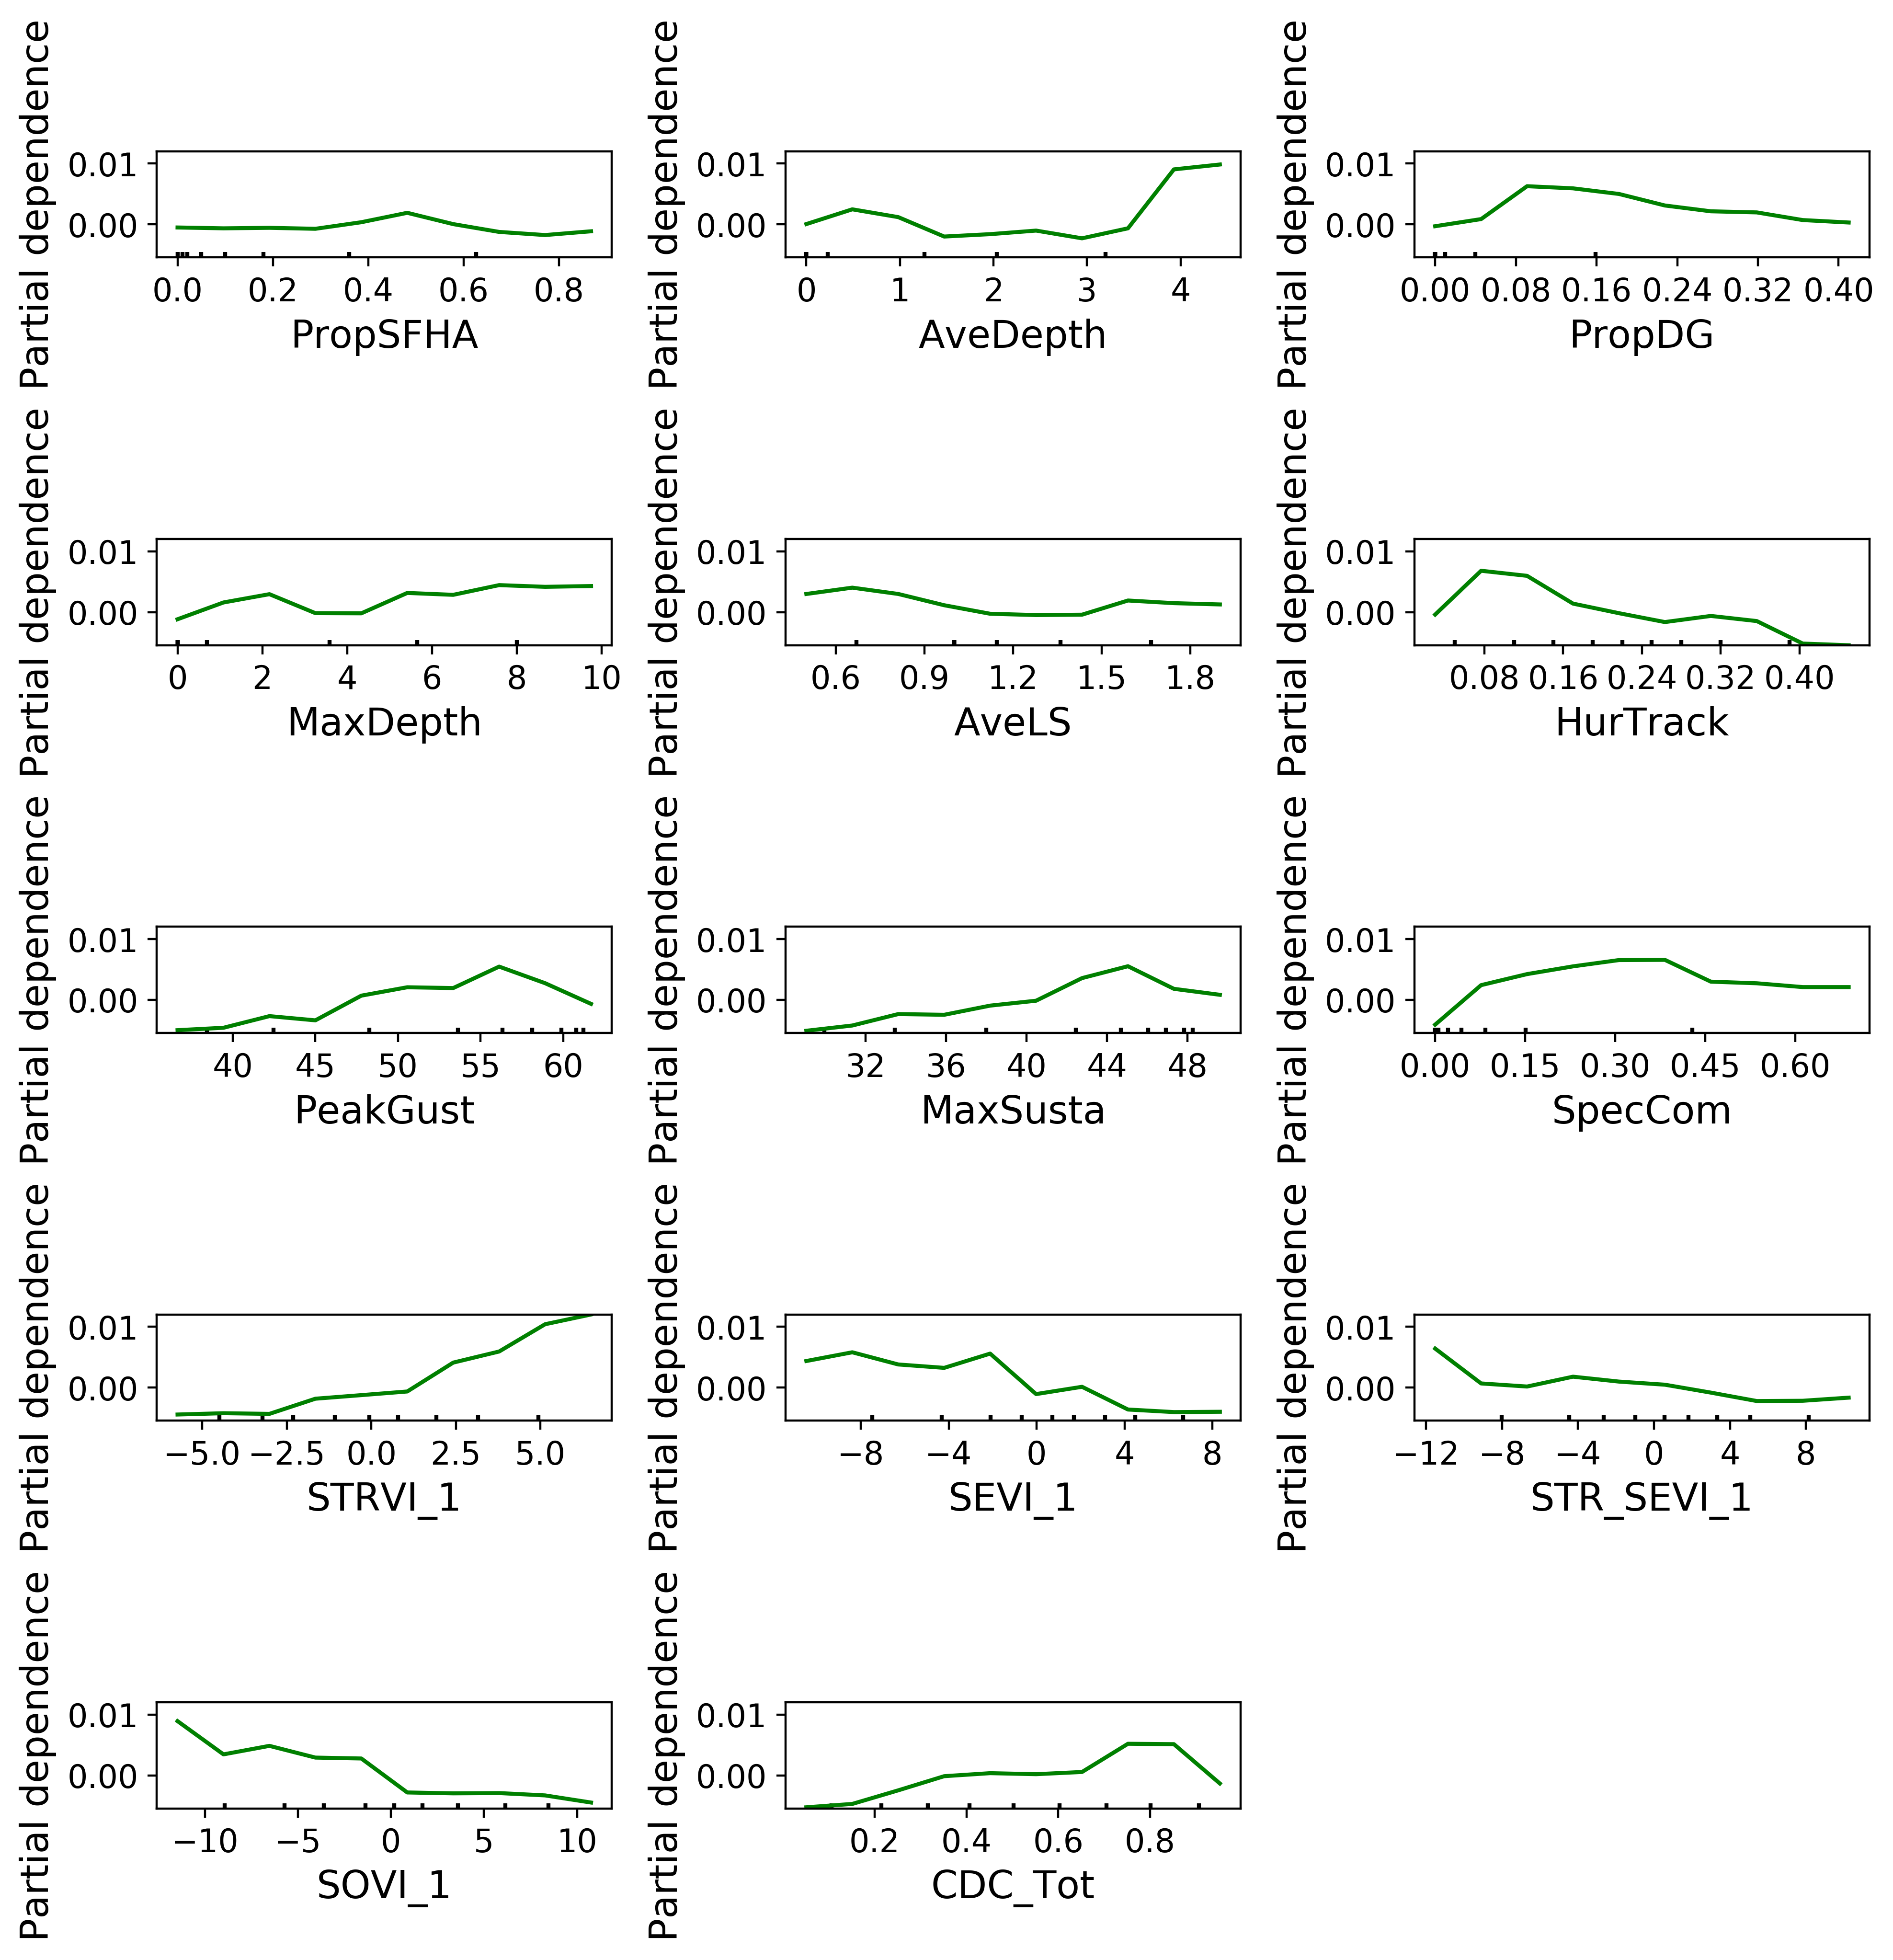 Partial dependence
0.01
0.00
0.0 0.2 0.4 0.6 0.8
PropSFHA
Partial dependence
0.01
0.00
0 1 2 3 4
AveDepth
Partial dependence
0.01
0.00
0.00 0.08 0.16 0.24 0.32 0.40
PropDG
Partial dependence
0.01
0.00
0 2 4 6 8 10
MaxDepth
Partial dependence
0.01
0.00
0.6 0.9 1.2 1.5 1.8
AveLS
Partial dependence
0.01
0.00
0.08 0.16 0.24 0.32 0.40
HurTrack
Partial dependence
0.01
0.00
40 45 50 55 60
PeakGust
Partial dependence
0.01
0.00
32 36 40 44 48
MaxSusta
Partial dependence
0.01
0.00
0.00 0.15 0.30 0.45 0.60
SpecCom
Partial dependence
0.01
0.00
−5.0 −2.5 0.0 2.5 5.0
STRVI_1
Partial dependence
0.01
0.00
−8 −4 0 4 8
SEVI_1
Partial dependence
0.01
0.00
−12 −8 −4 0 4 8
STR_SEVI_1
Partial dependence
0.01
0.00
−10 −5 0 5 10
SOVI_1
Partial dependence
0.01
0.00
0.2 0.4 0.6 0.8
CDC_Tot